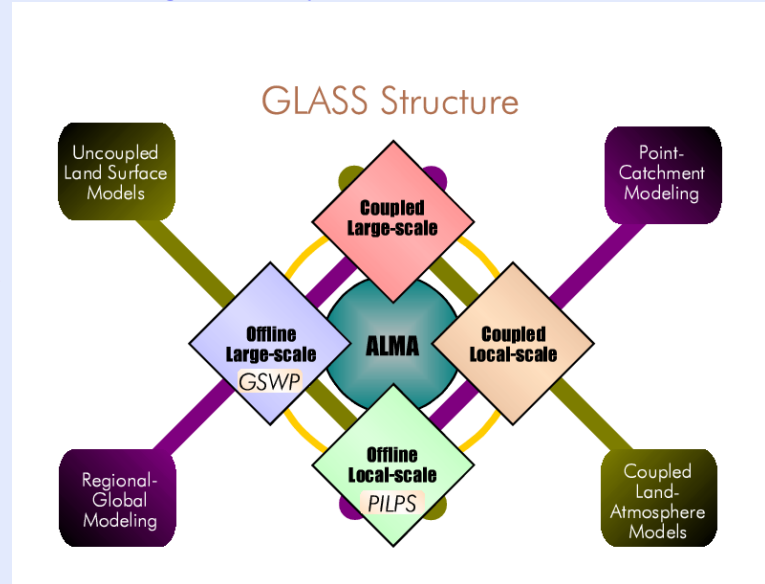 GLASS Structure
Uncoupled
Land Surface
Models
Point-
Catchment
Modeling
Coupled
Large-scale
Offline
Large-scale
GSWP
ALMA
Coupled
Local-scale
Offline
Local-scale
PILPS
Regional-
Global
Modeling
Coupled
Land-
Atmosphere
Models